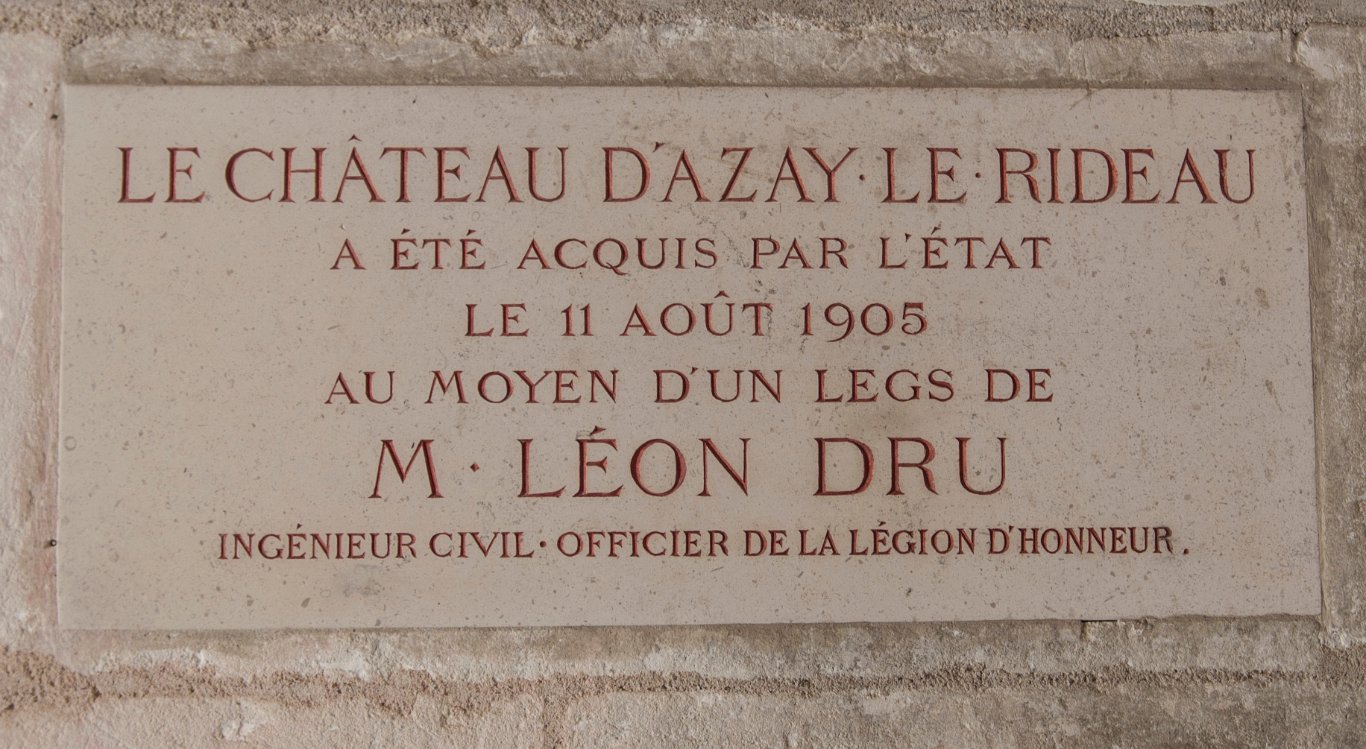 LE CHÂTEAU D'AZAY·LE·RIDEAU
A ÉTÉ ACQUIS PAR L'ÉTAT
LE 11 AOÛT 1905
AU MOYEN D'UN LEGS DE
M · LÉON DRU
INGÉNIEUR CIVIL · OFFICIER DE LA LÉGION D'HONNEUR.